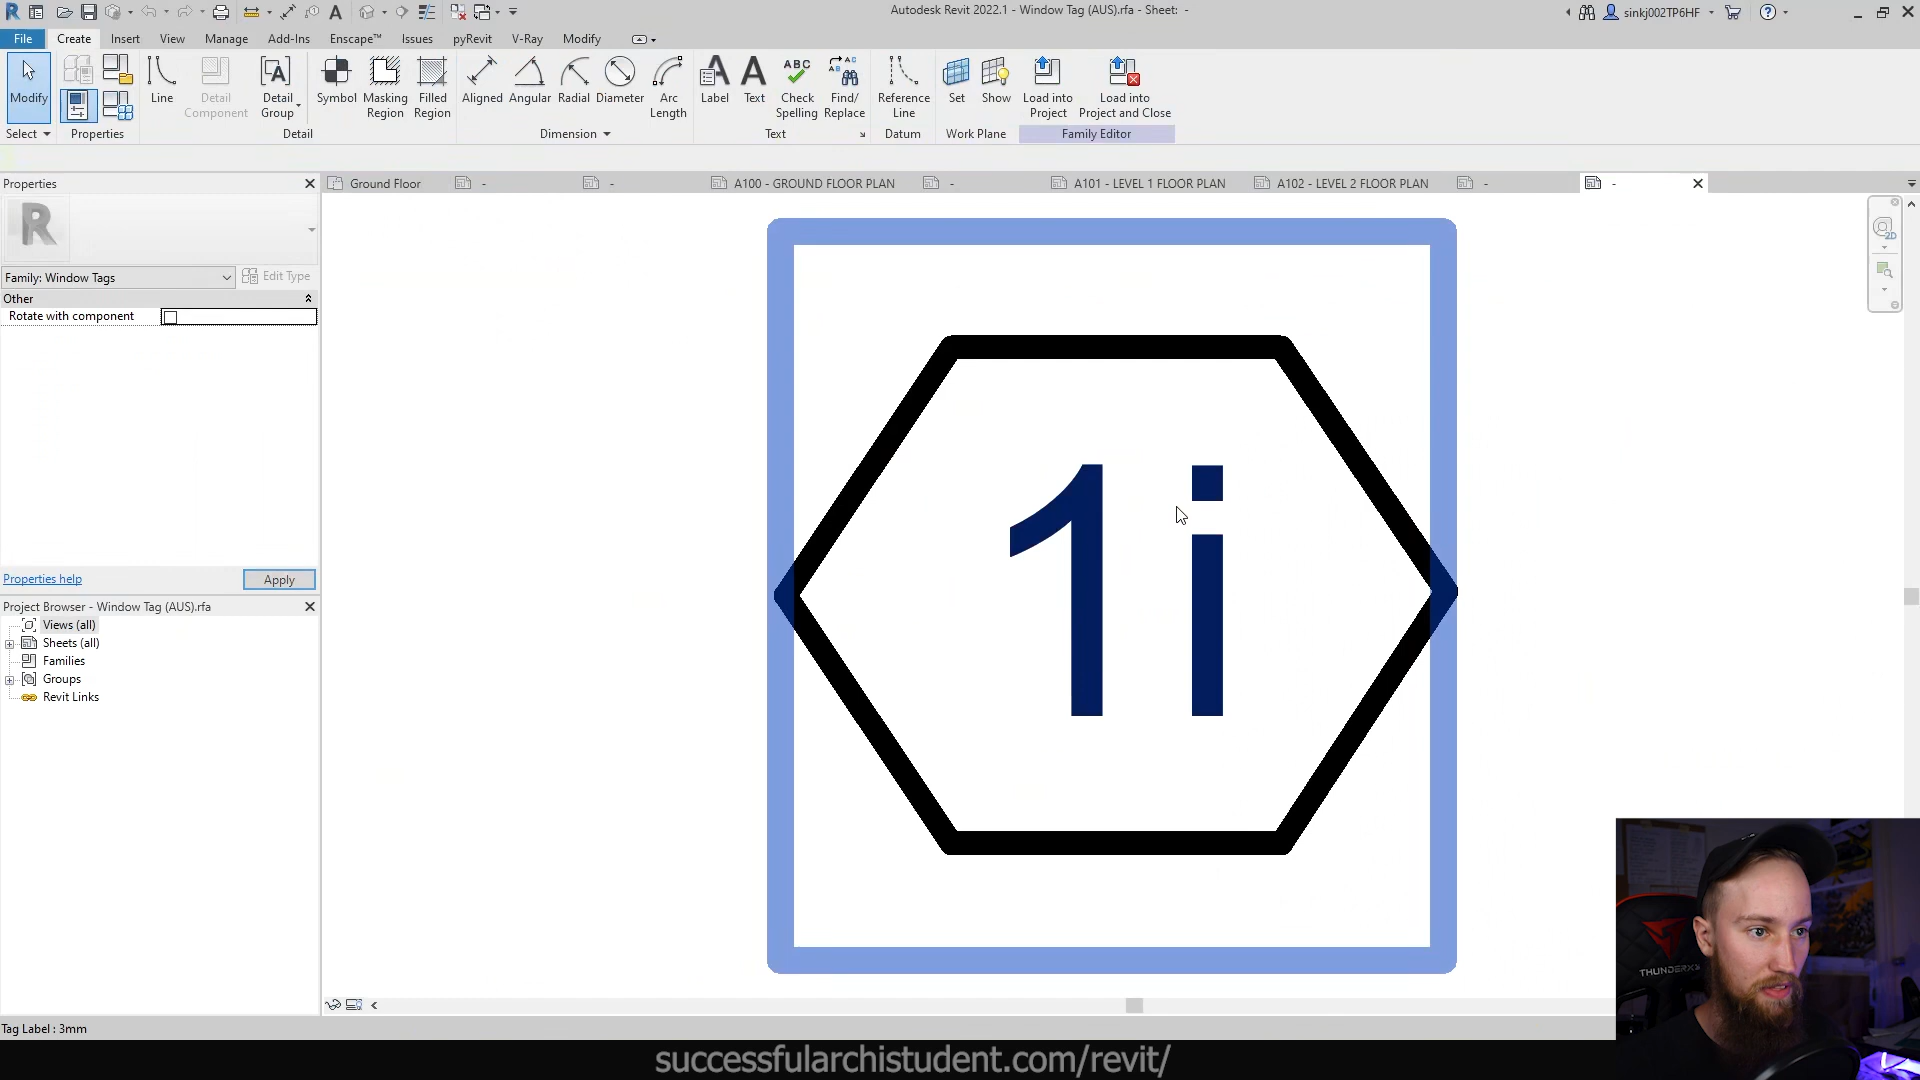 Autodesk Revit 2022.1 - Window Tag (AUS).rfa - Sheet: -
sinkj002TP6HF
File Create Insert View Manage Add-Ins Enscape™ Issues pyRevit V-Ray Modify
Modify
Line
Detail Component
Detail Group
Symbol
Masking Region
Filled Region
Aligned
Angular
Radial
Diameter
Arc Length
Label
Text
Check Spelling
Find/ Replace
Reference Line
Set
Show
Load into Project
Load into Project and Close
Select Properties Detail Dimension Text Datum Work Plane Family Editor
Properties
Ground Floor - - A100 - GROUND FLOOR PLAN - A101 - LEVEL 1 FLOOR PLAN A102 - LEVEL 2 FLOOR PLAN - -
Family: Window Tags Edit Type
Other
Rotate with component
1i
Properties help Apply
Project Browser - Window Tag (AUS).rfa
Views (all)
Sheets (all)
Families
Groups
Revit Links
Tag Label : 3mm
THUNDERX3
successfularchistudent.com/revit/